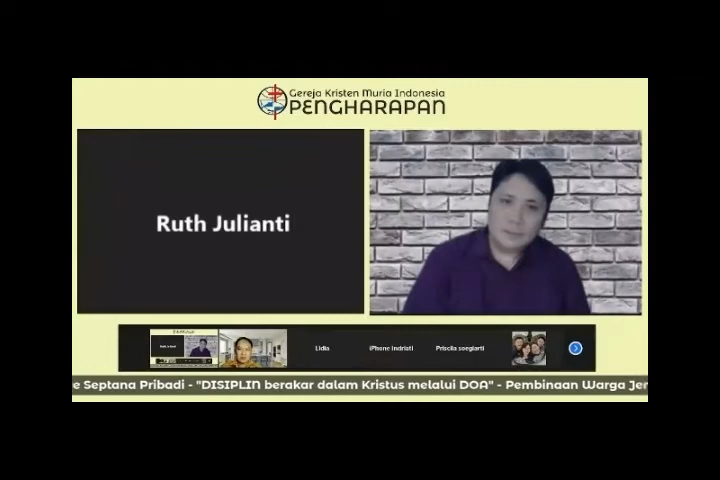 Gereja Kristen Muria Indonesia
PENGHARAPAN
Ruth Julianti
Lidia
iPhone Indriati
Priscila soegiarti
e Septana Pribadi - "DISIPLIN berakar dalam Kristus melalui DOA" - Pembinaan Warga Jer